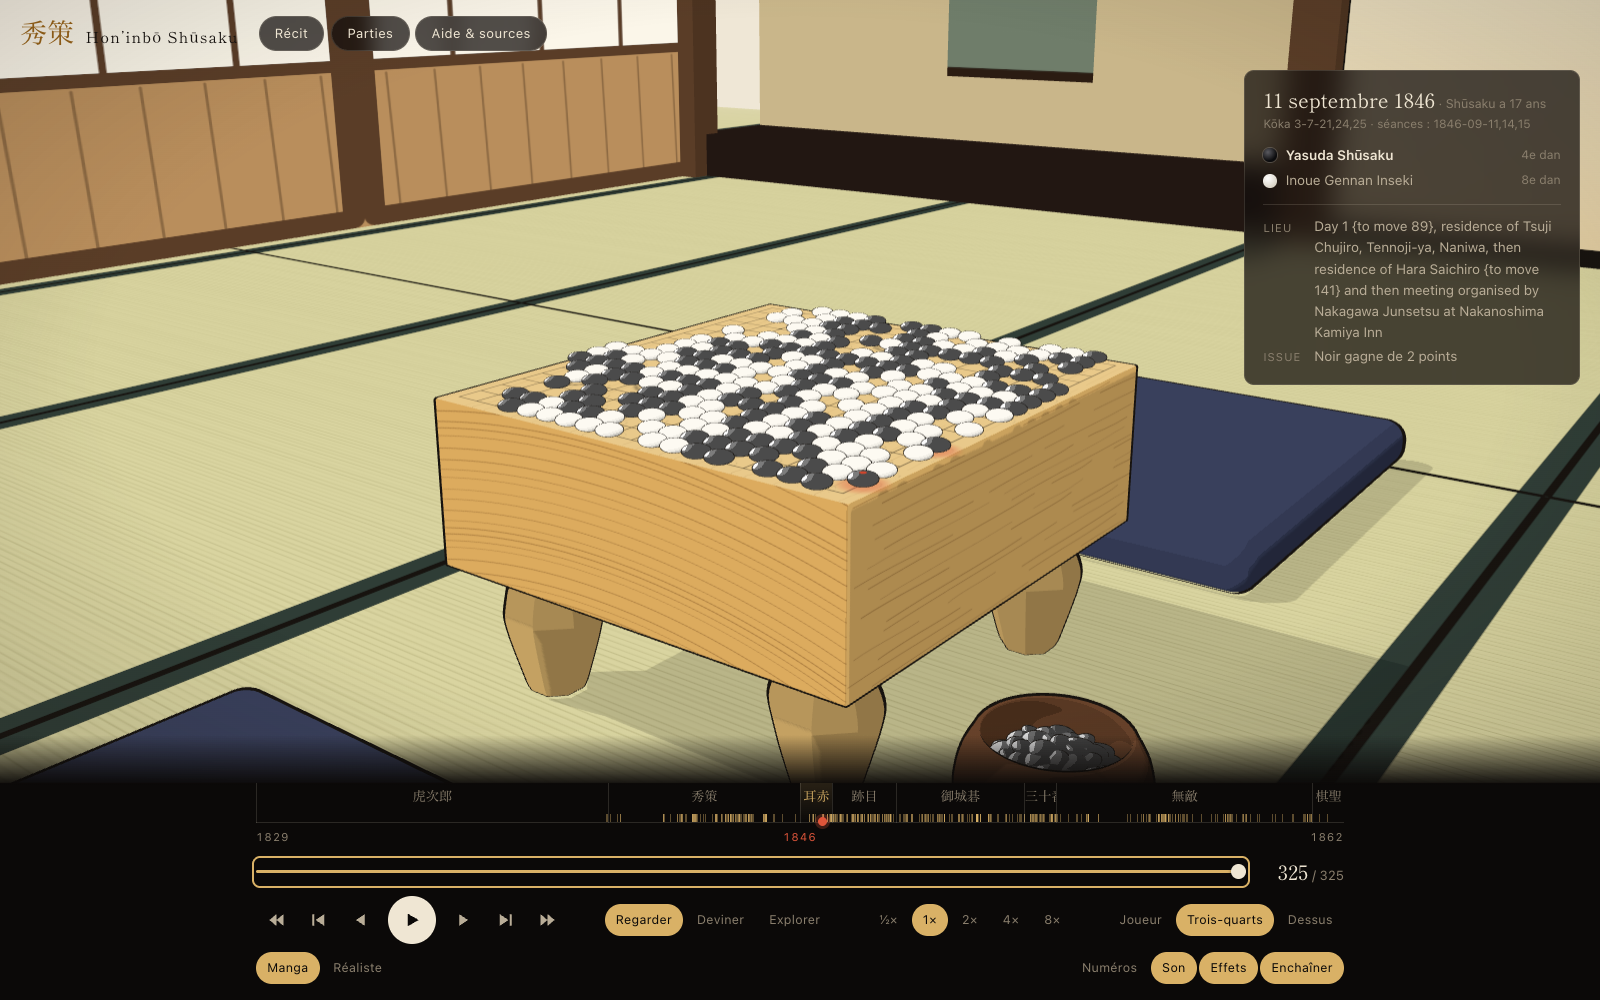 秀策 Hon'inbō Shūsaku
Récit
Parties
Aide & sources
11 septembre 1846 · Shūsaku a 17 ans
Kōka 3-7-21,24,25 · séances : 1846-09-11,14,15
Yasuda Shūsaku 4e dan
Inoue Gennan Inseki 8e dan
LIEU Day 1 {to move 89}, residence of Tsuji
Chujiro, Tennoji-ya, Naniwa, then
residence of Hara Saichiro {to move
141} and then meeting organised by
Nakagawa Junsetsu at Nakanoshima
Kamiya Inn
ISSUE Noir gagne de 2 points
虎次郎 秀策 耳赤 跡目 御城碁 三十 無敵 棋聖
1829 1846 1862
325 / 325
Regarder Deviner Explorer ½× 1× 2× 4× 8× Joueur Trois-quarts Dessus
Manga Réaliste Numéros Son Effets Enchaîner